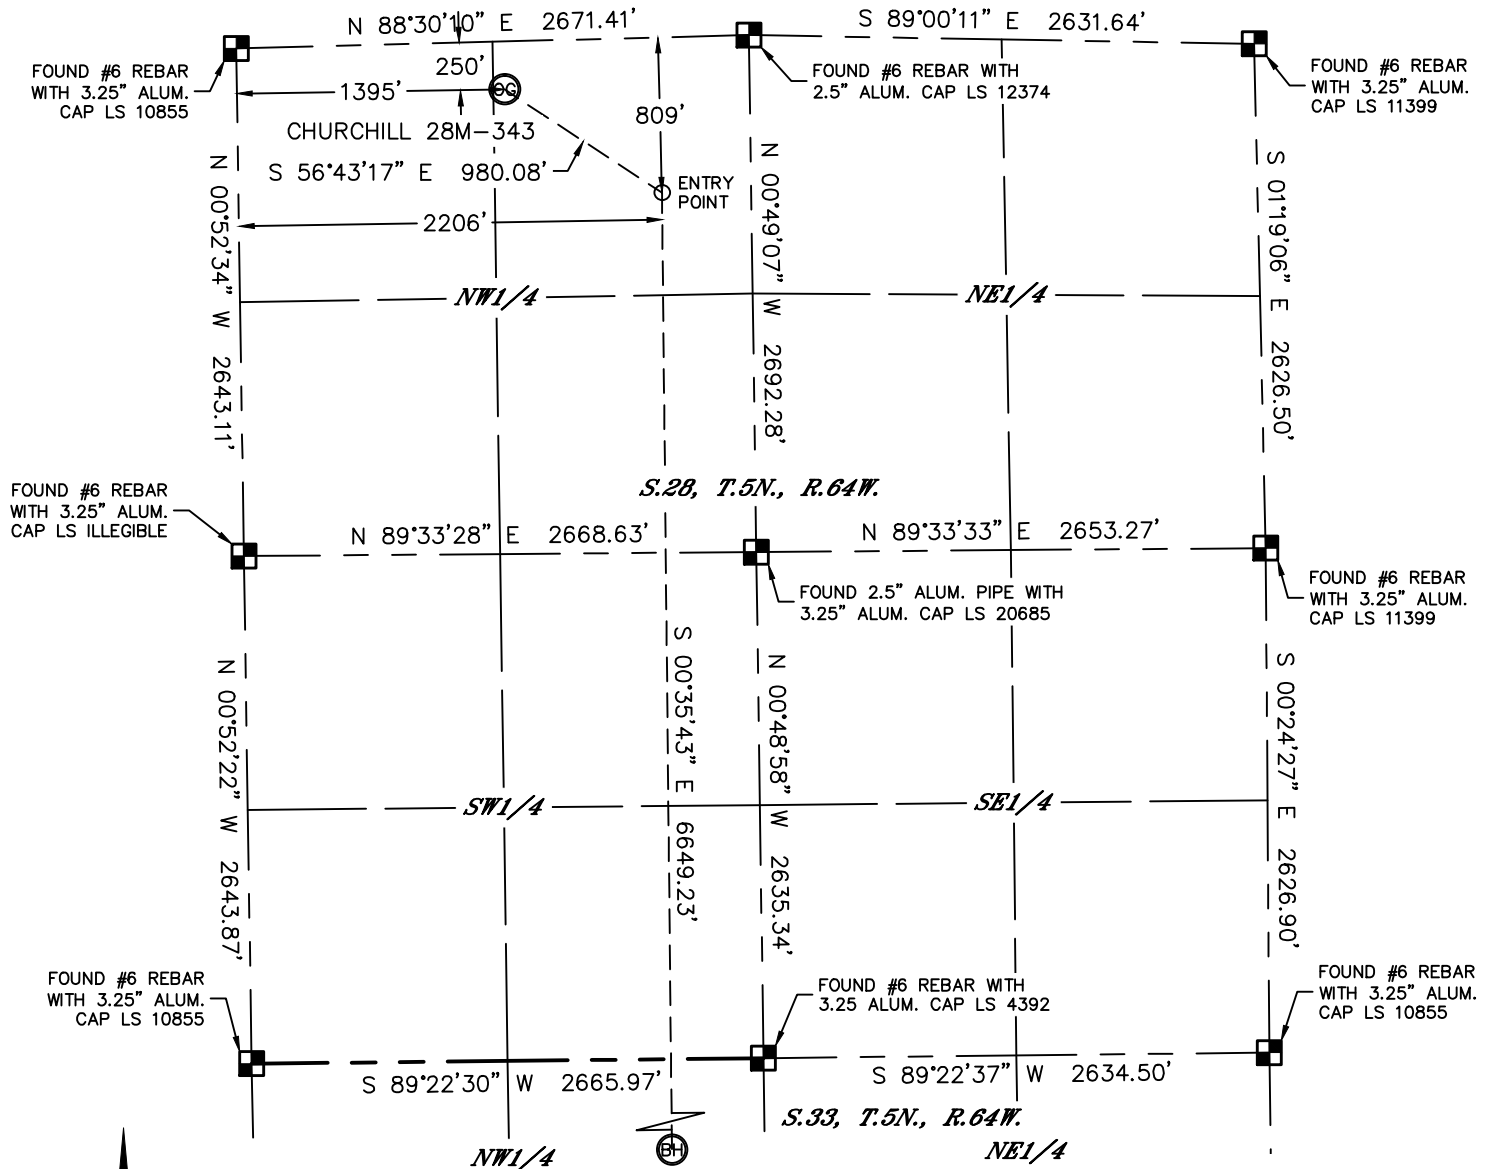 N 88°30'10" E 2671.41'
S 89°00'11" E 2631.64'
FOUND #6 REBAR
WITH 3.25" ALUM.
CAP LS 10855
250'
1395'
OG
FOUND #6 REBAR WITH
2.5" ALUM. CAP LS 12374
FOUND #6 REBAR
WITH 3.25" ALUM.
CAP LS 11399
809'
CHURCHILL 28M-343
S 56°43'17" E 980.08'
ENTRY
POINT
2206'
N 00°52'34" W 2643.11'
N 00°49'07" W 2692.28'
S 01°19'06" E 2626.50'
NW1/4
NE1/4
S.28, T.5N., R.64W.
FOUND #6 REBAR
WITH 3.25" ALUM.
CAP LS ILLEGIBLE
N 89°33'28" E 2668.63'
N 89°33'33" E 2653.27'
FOUND 2.5" ALUM. PIPE WITH
3.25" ALUM. CAP LS 20685
FOUND #6 REBAR
WITH 3.25" ALUM.
CAP LS 11399
N 00°52'22" W 2643.87'
S 00°35'43" E 6649.23'
N 00°48'58" W 2635.34'
S 00°24'27" E 2626.90'
SW1/4
SE1/4
FOUND #6 REBAR
WITH 3.25" ALUM.
CAP LS 10855
FOUND #6 REBAR WITH
3.25 ALUM. CAP LS 4392
FOUND #6 REBAR
WITH 3.25" ALUM.
CAP LS 10855
S 89°22'30" W 2665.97'
S 89°22'37" W 2634.50'
S.33, T.5N., R.64W.
BH
NW1/4
NE1/4